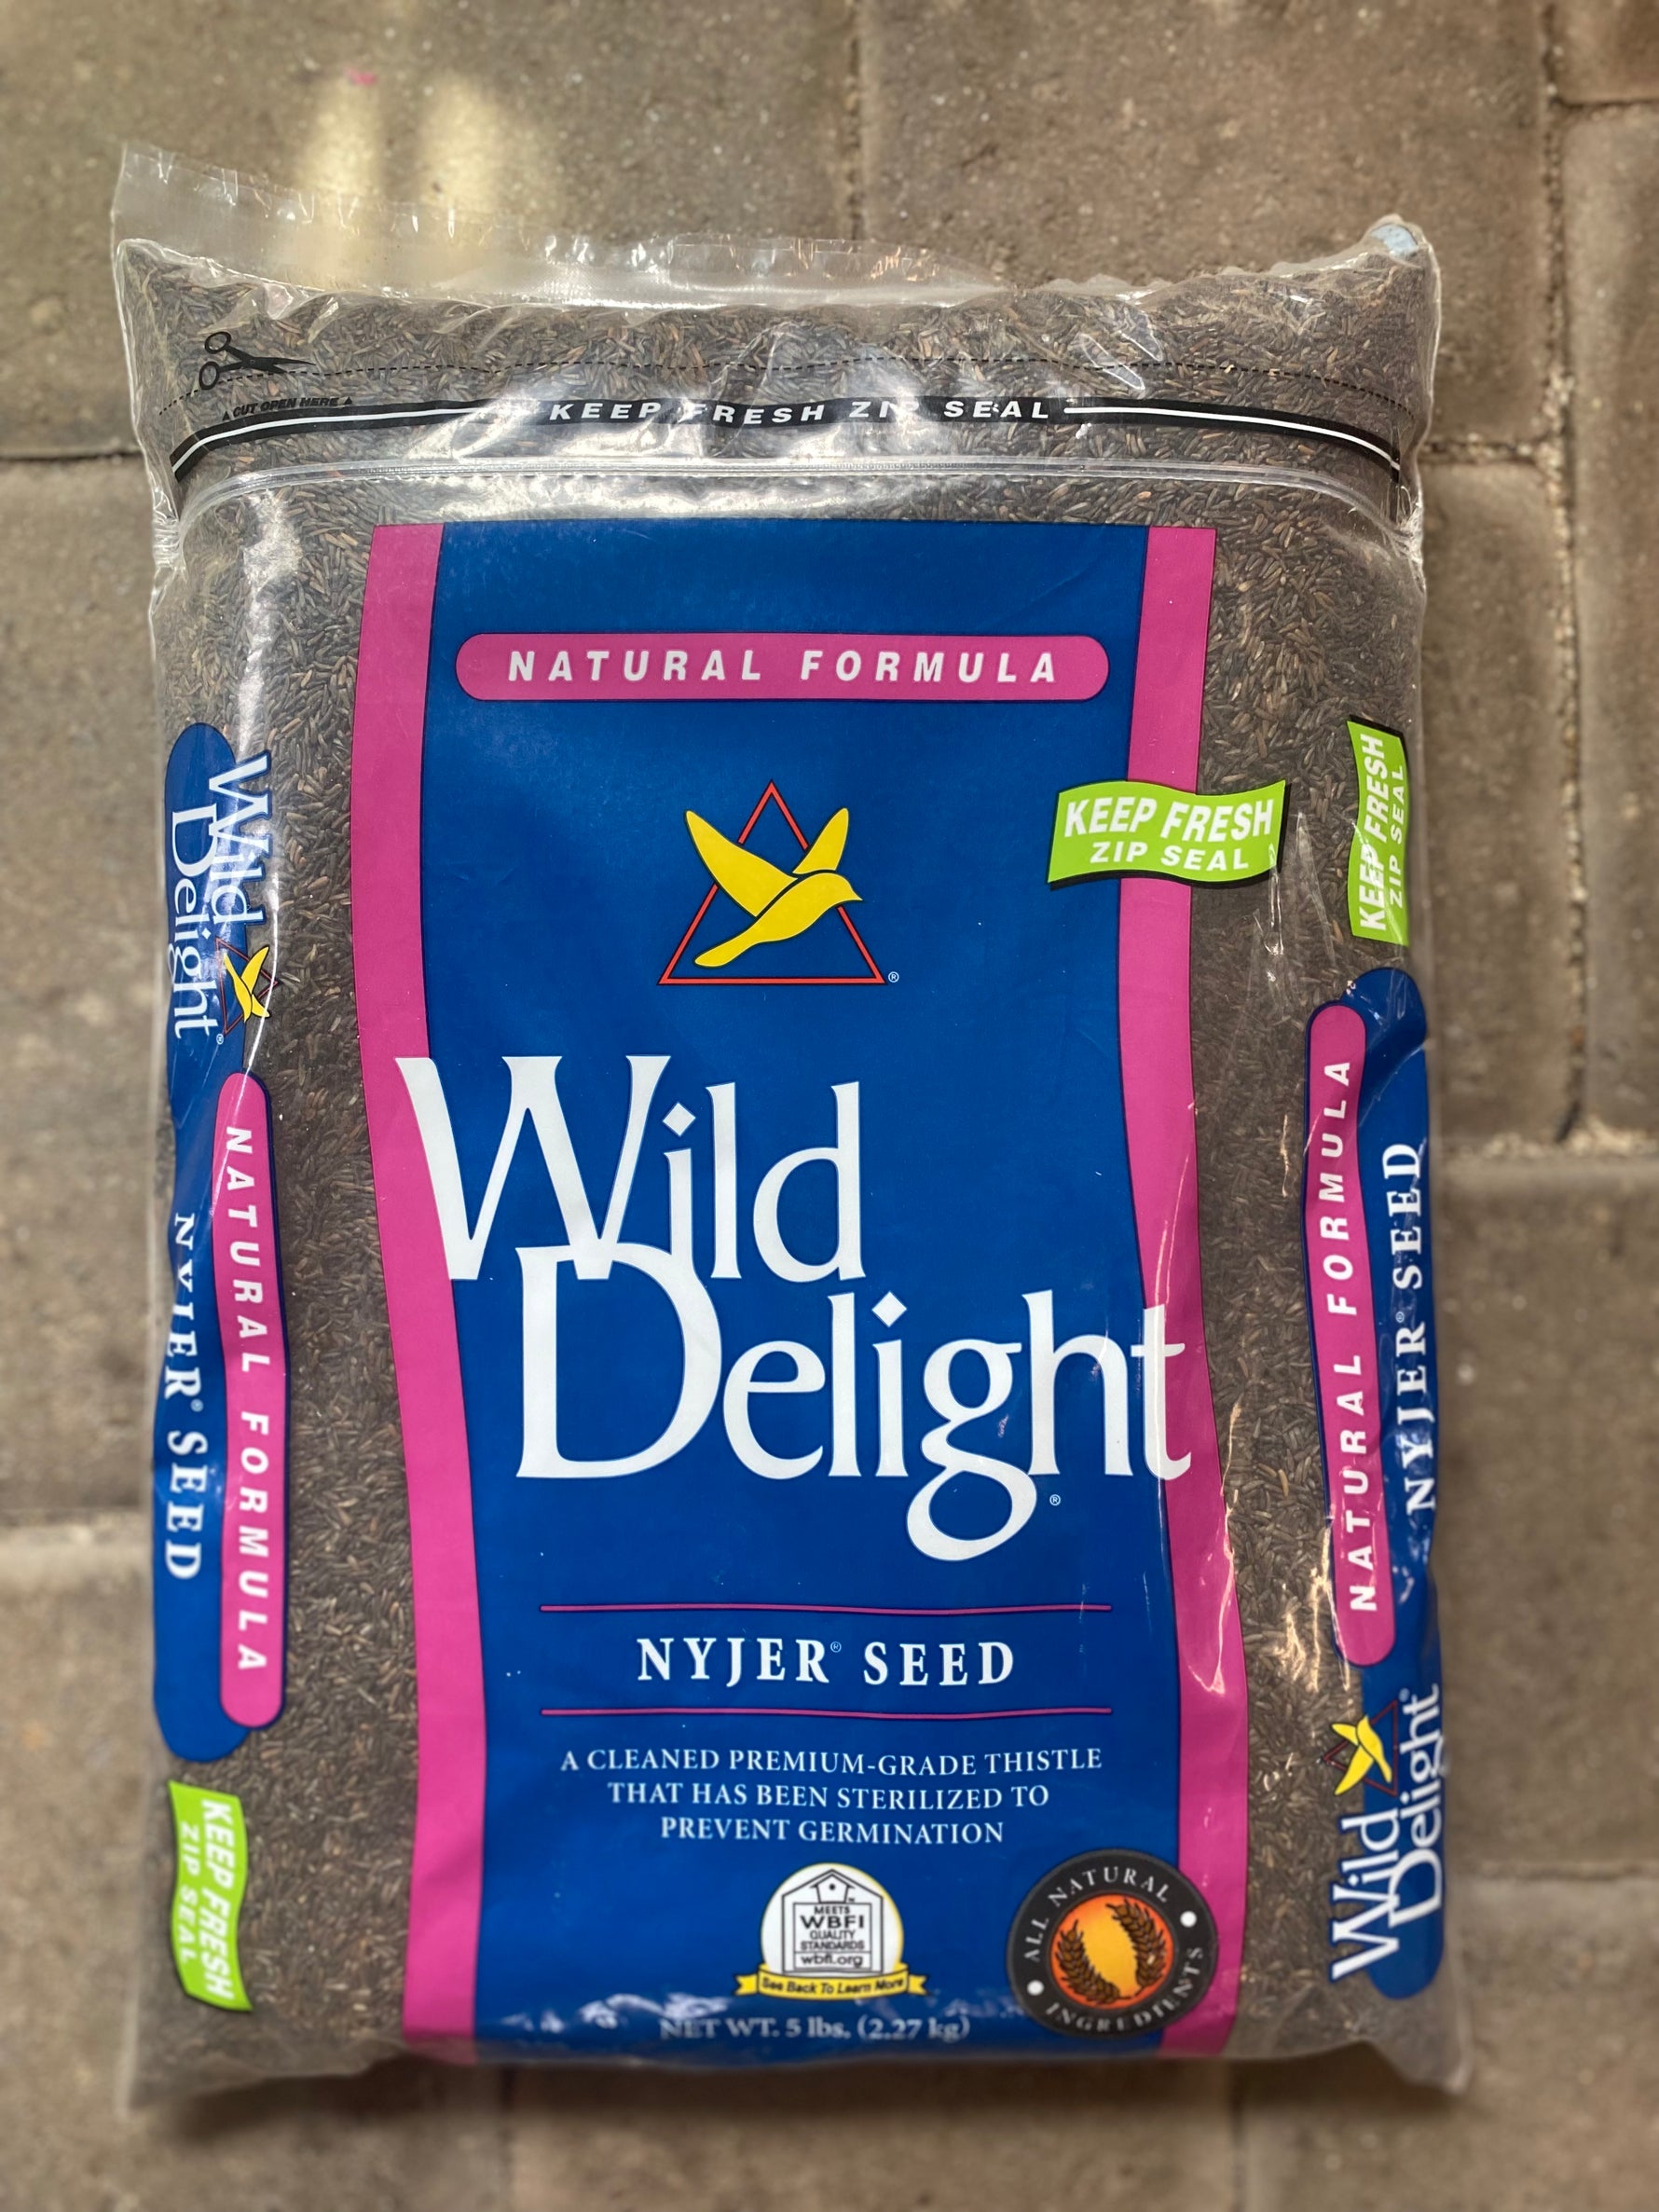 CUT OPEN HERE
KEEP FRESH ZIP SEAL
NATURAL FORMULA
KEEP FRESH
ZIP SEAL
®
Wild
Delight®
NYJER® SEED
A CLEANED PREMIUM-GRADE THISTLE
THAT HAS BEEN STERILIZED TO
PREVENT GERMINATION
MEETS
WBFI
QUALITY
STANDARDS
wbfi.org
See Back To Learn More
ALL NATURAL
INGREDIENTS
NET WT. 5 lbs. (2.27 kg)
Wild
Delight®
NATURAL FORMULA
NYJER® SEED
KEEP FRESH
ZIP SEAL
KEEP FRESH
ZIP SEAL
NATURAL FORMULA
NYJER® SEED
Wild
Delight®